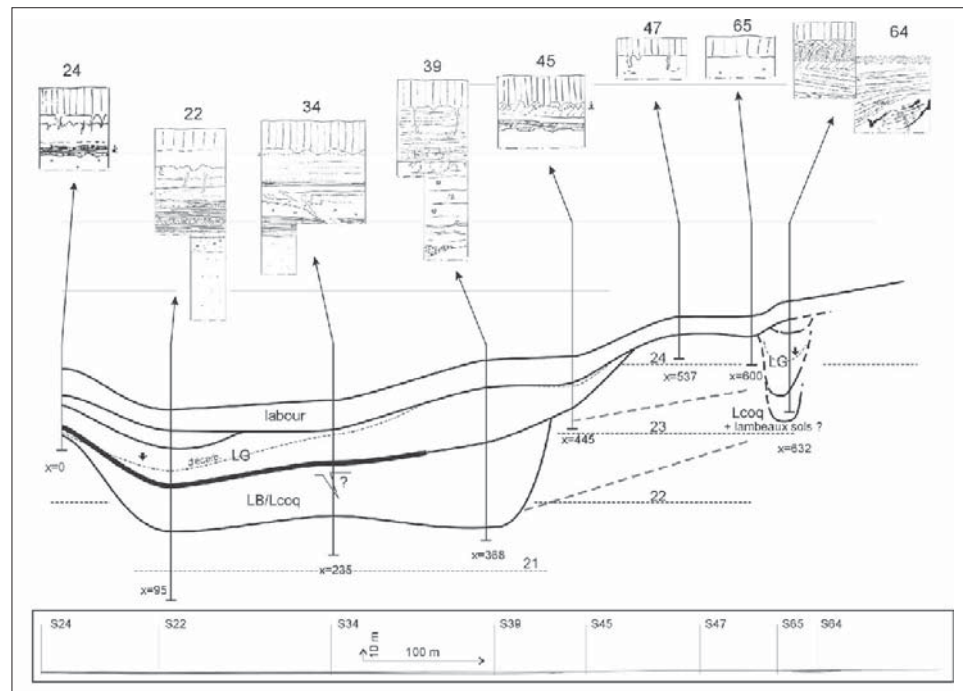 24
22
34
39
45
47
65
64
labour
LG
LB/Lcoq
?
LG
Lcoq
+ lambeaux sols ?
24
23
22
21
x=0
x=95
x=235
x=388
x=445
x=537
x=600
x=632
S24
S22
S34
S39
S45
S47
S65
S64
10 m
100 m